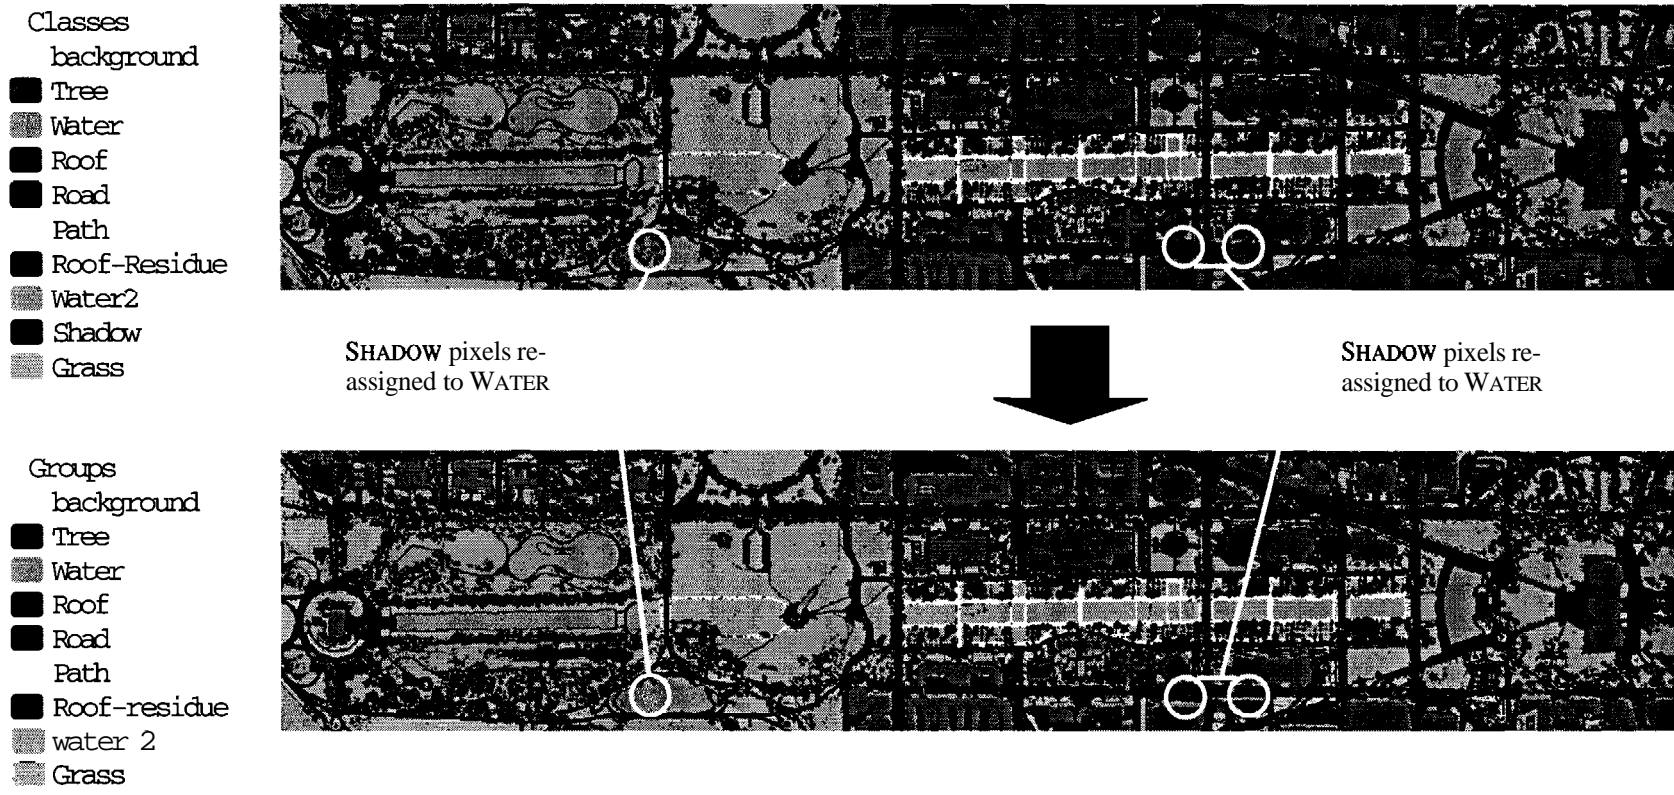 Classes
background
Tree
Water
Roof
Road
Path
Roof-Residue
Water2
Shadow
Grass
SHADOW pixels re-
assigned to WATER
SHADOW pixels re-
assigned to WATER
Groups
background
Tree
Water
Roof
Road
Path
Roof-residue
water 2
Grass